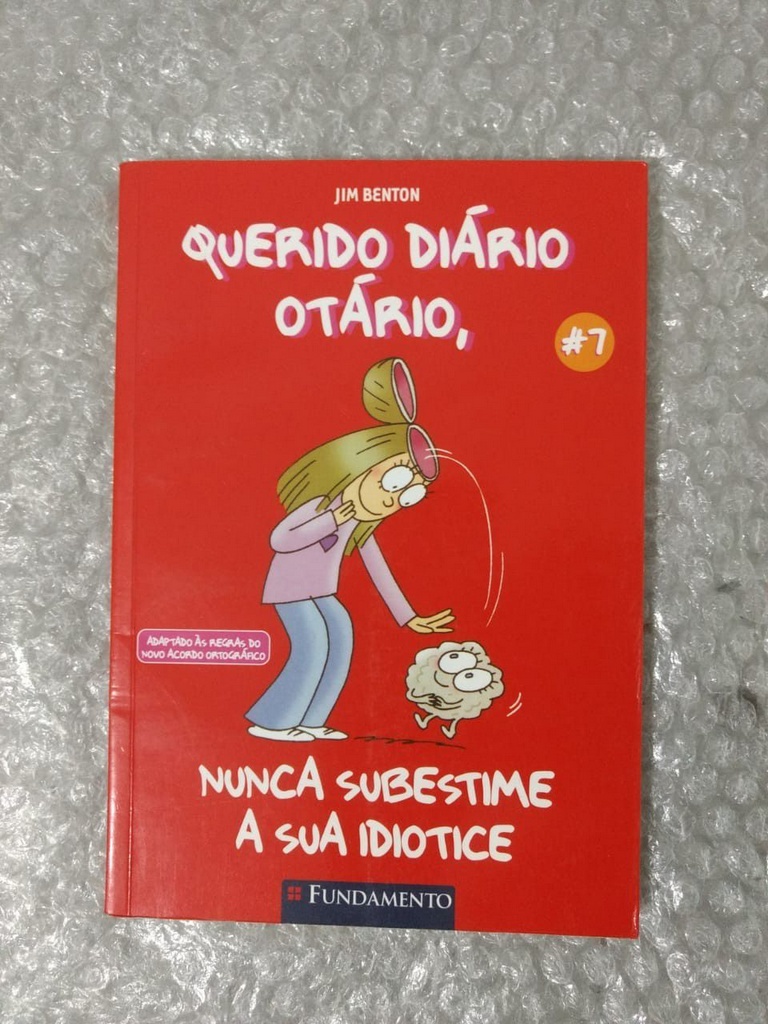 JIM BENTON
QUERIDO DIÁRIO
OTÁRIO,
#7
ADAPTADO ÀS REGRAS DO
NOVO ACORDO ORTOGRÁFICO
NUNCA SUBESTIME
A SUA IDIOTICE
FUNDAMENTO